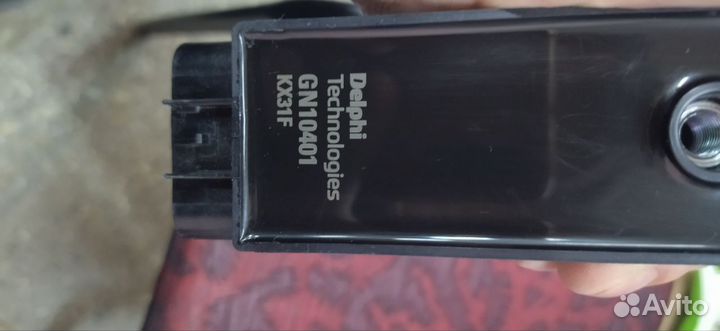 Delphi
Technologies
GN10401
KX31F
Avito